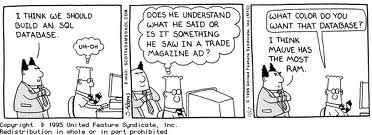 I THINK WE SHOULD
BUILD AN SQL
DATABASE.
UH-OH
DOES HE UNDERSTAND
WHAT HE SAID OR
IS IT SOMETHING
HE SAW IN A TRADE
MAGAZINE AD?
WHAT COLOR DO YOU
WANT THAT DATABASE?
I THINK
MAUVE HAS
THE MOST
RAM.
Copyright © 1995 United Feature Syndicate, Inc.
Redistribution in whole or in part prohibited